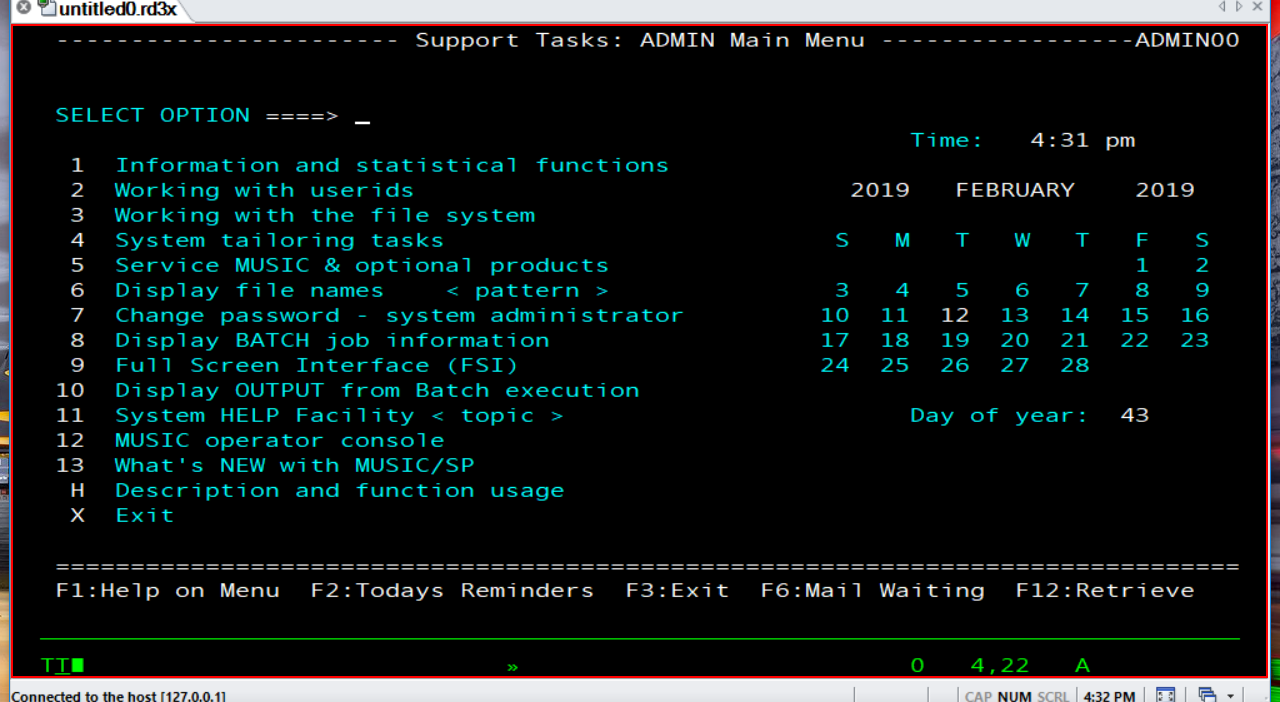 untitled0.rd3x
----------------------- Support Tasks: ADMIN Main Menu -----------------ADMIN00
SELECT OPTION ====> _
Time: 4:31 pm
1 Information and statistical functions
2 Working with userids 2019 FEBRUARY 2019
3 Working with the file system
4 System tailoring tasks S M T W T F S
5 Service MUSIC & optional products 1 2
6 Display file names < pattern > 3 4 5 6 7 8 9
7 Change password - system administrator 10 11 12 13 14 15 16
8 Display BATCH job information 17 18 19 20 21 22 23
9 Full Screen Interface (FSI) 24 25 26 27 28
10 Display OUTPUT from Batch execution
11 System HELP Facility < topic > Day of year: 43
12 MUSIC operator console
13 What's NEW with MUSIC/SP
H Description and function usage
X Exit
===============================================================================
F1:Help on Menu F2:Todays Reminders F3:Exit F6:Mail Waiting F12:Retrieve
TT » 0 4,22 A
Connected to the host [127.0.0.1] CAP NUM SCRL 4:32 PM